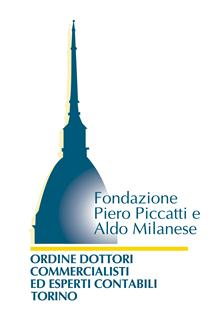 Fondazione
Piero Piccatti e
Aldo Milanese
ORDINE DOTTORI
COMMERCIALISTI
ED ESPERTI CONTABILI
TORINO